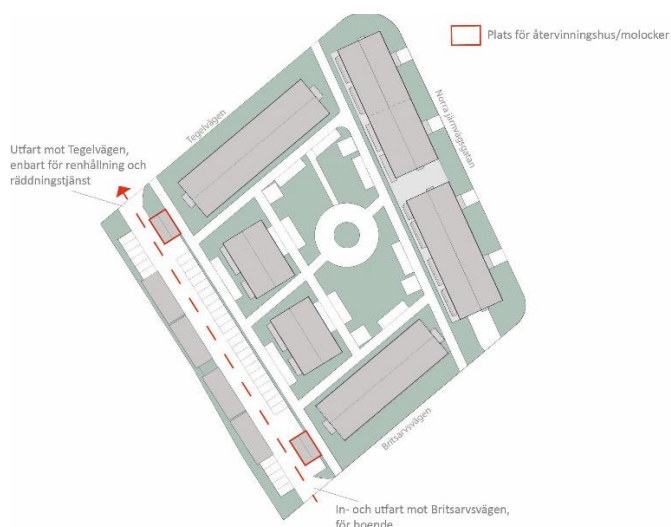 Plats för återvinningshus/molocker
Tegelvägen
Norra järnvägsgatan
Utfart mot Tegelvägen,
enbart för renhållning och
räddningstjänst
Britsarvsvägen
In- och utfart mot Britsarvsvägen,
för boende